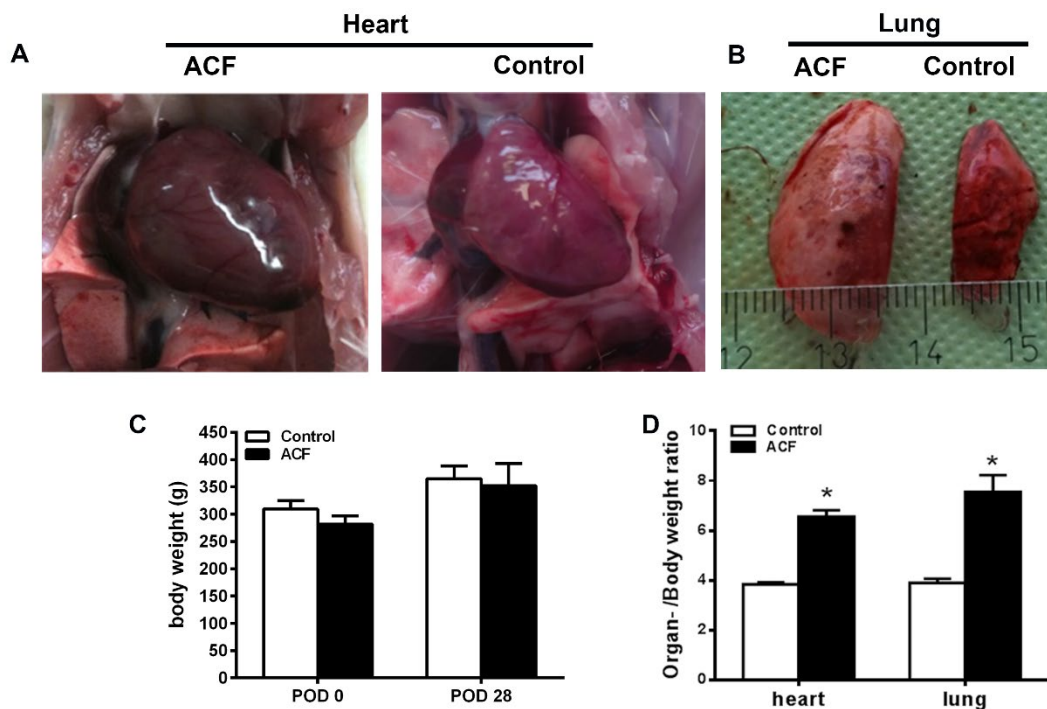 Heart
A
ACF
Control
Lung
B
ACF
Control
12 13 14 15
C
450
400
350
300
250
200
150
100
50
0
body weight (g)
Control
ACF
POD 0
POD 28
D
10
8
6
4
2
0
Organ- /Body weight ratio
Control
ACF
*
*
heart
lung